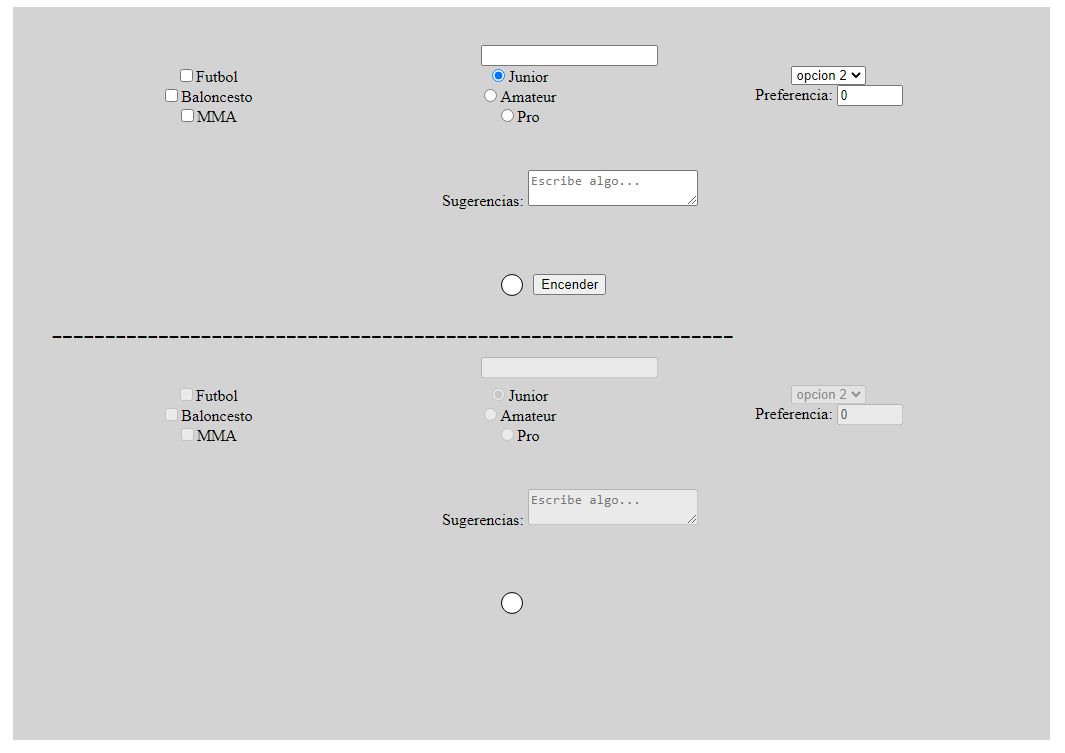 Futbol Junior opcion 2
Baloncesto Amateur Preferencia: 0
MMA Pro
Sugerencias: Escribe algo...
Encender
----------------------------------------------------------------
Futbol Junior opcion 2
Baloncesto Amateur Preferencia: 0
MMA Pro
Sugerencias: Escribe algo...